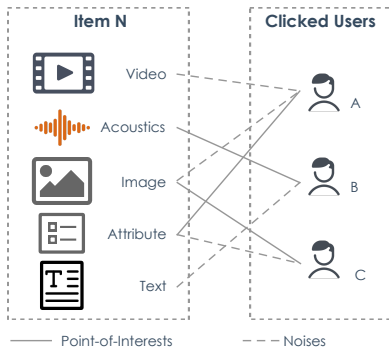 Item N
Clicked Users
Video
A
Acoustics
Image
B
Attribute
C
Text
T
Point-of-Interests
Noises